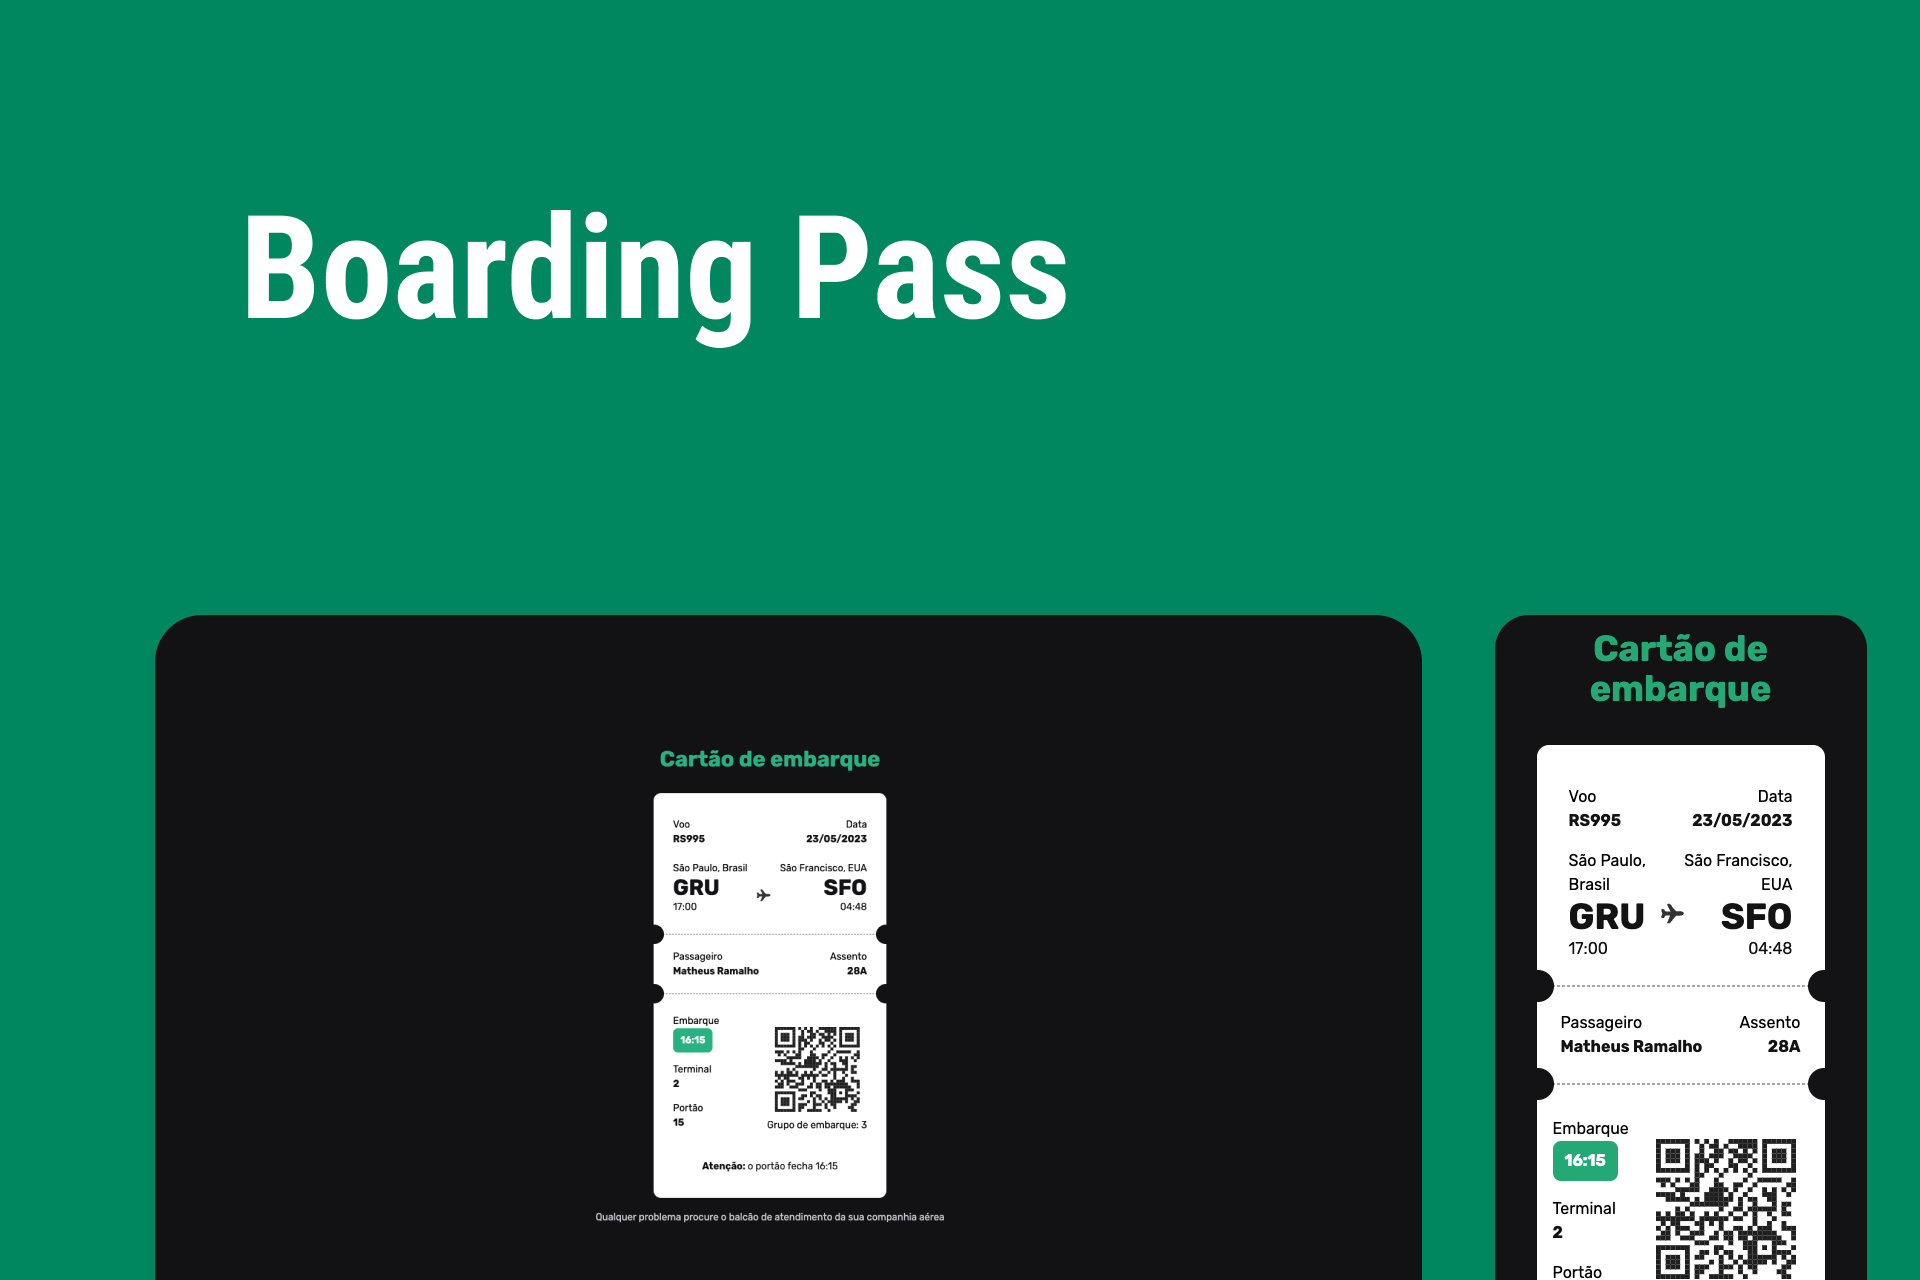 Boarding Pass
Cartão de embarque
Voo Data
RS995 23/05/2023
São Paulo, Brasil São Francisco, EUA
GRU SFO
17:00 04:48
Passageiro Assento
Matheus Ramalho 28A
Embarque
16:15
Terminal
2
Portão
15
Grupo de embarque: 3
Atenção: o portão fecha 16:15
Qualquer problema procure o balcão de atendimento da sua companhia aérea
Cartão de
embarque
Voo Data
RS995 23/05/2023
São Paulo, São Francisco,
Brasil EUA
GRU SFO
17:00 04:48
Passageiro Assento
Matheus Ramalho 28A
Embarque
16:15
Terminal
2
Portão